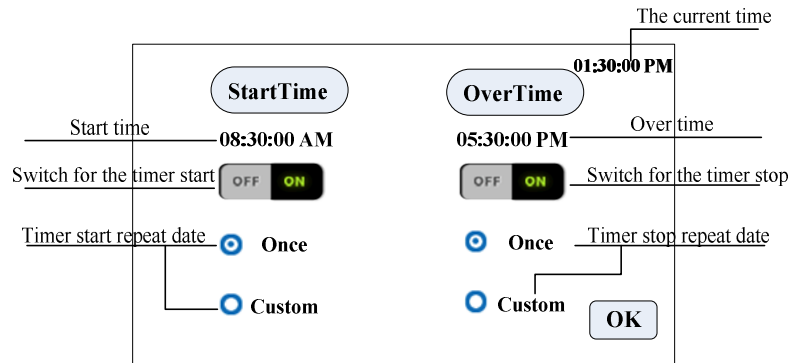 The current time
01:30:00 PM
StartTime
OverTime
Start time
08:30:00 AM
05:30:00 PM
Over time
Switch for the timer start
OFF ON
OFF ON
Switch for the timer stop
Timer start repeat date
Once
Once
Timer stop repeat date
Custom
Custom
OK